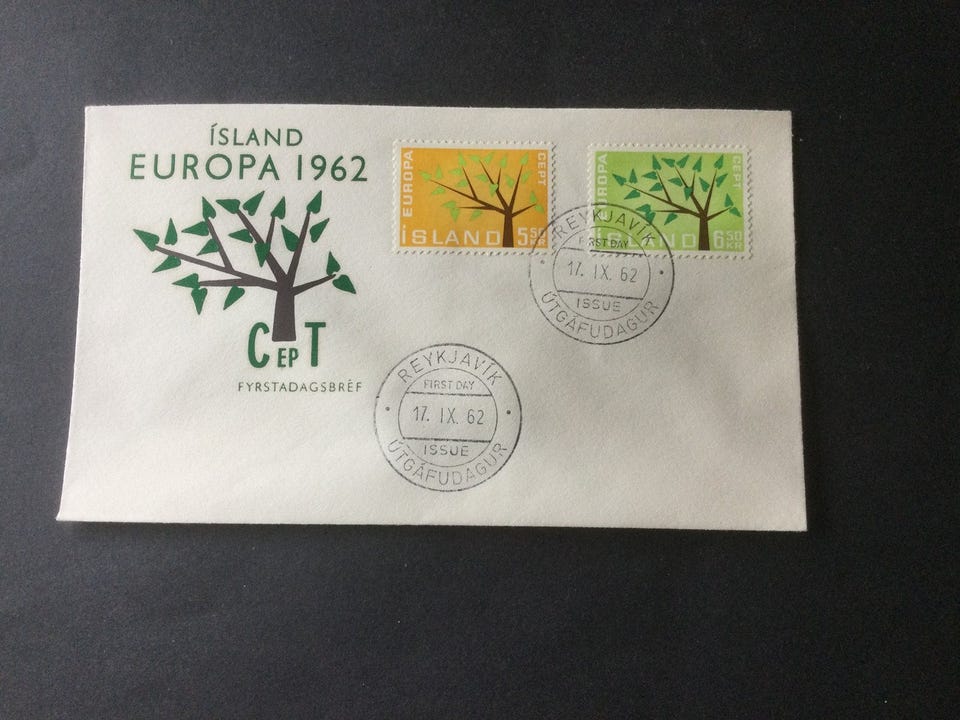 ÍSLAND
EUROPA 1962
CEPT
FYRSTADAGSBRÉF
EUROPA
CEPT
ÍSLAND 5.50 KR
EUROPA
CEPT
ÍSLAND 6.50 KR
REYKJAVÍK
FIRST DAY
17. IX. 62
ISSUE
ÚTGÁFUDAGUR
REYKJAVÍK
FIRST DAY
17. IX. 62
ISSUE
ÚTGÁFUDAGUR